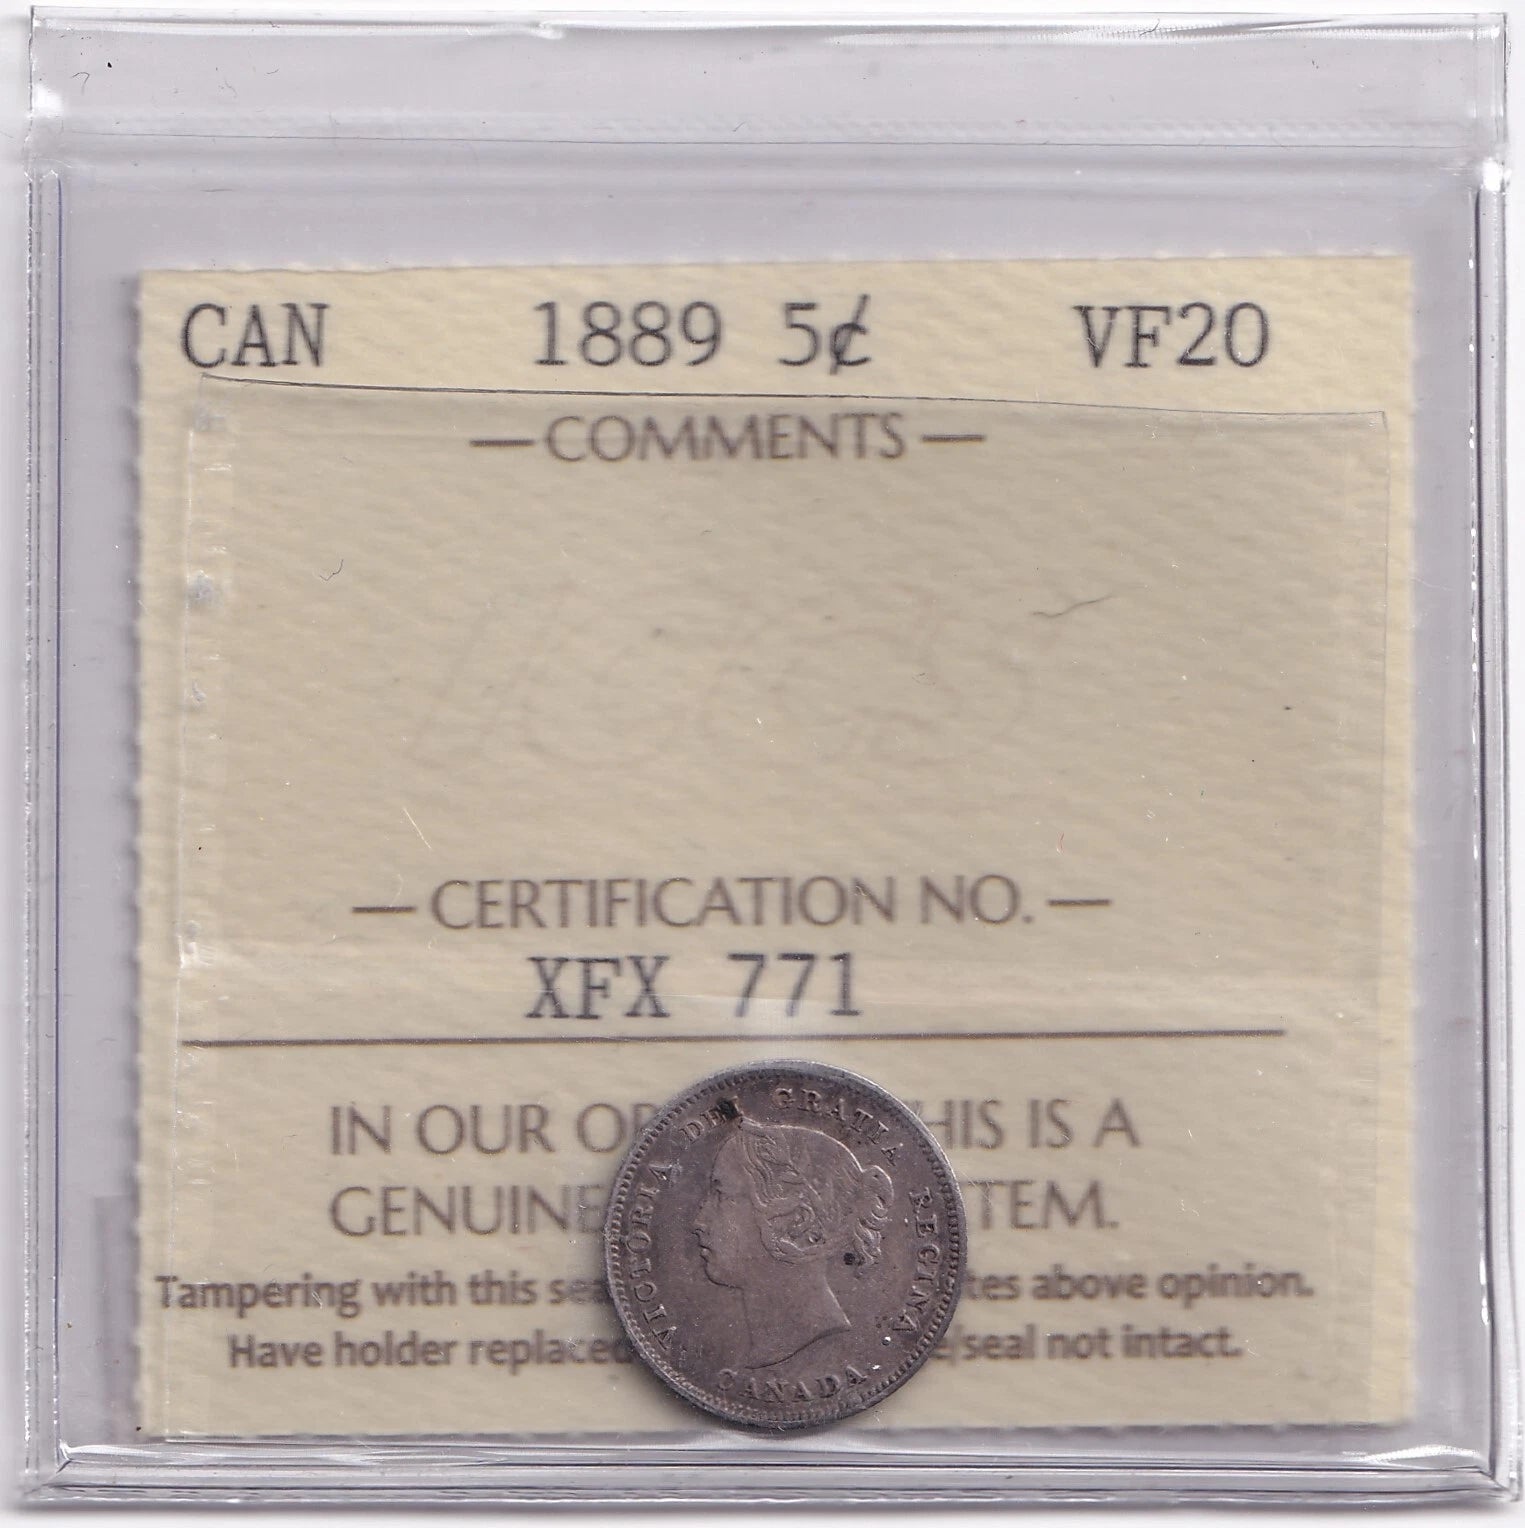 CAN 1889 5¢ VF20
— COMMENTS —
— CERTIFICATION NO. —
XFX 771
IN OUR OP HIS IS A
GENUINE TEM.
Tampering with this sea tes above opinion.
Have holder replaced e/seal not intact.
VICTORIA DEI GRATIA REGINA.
CANADA